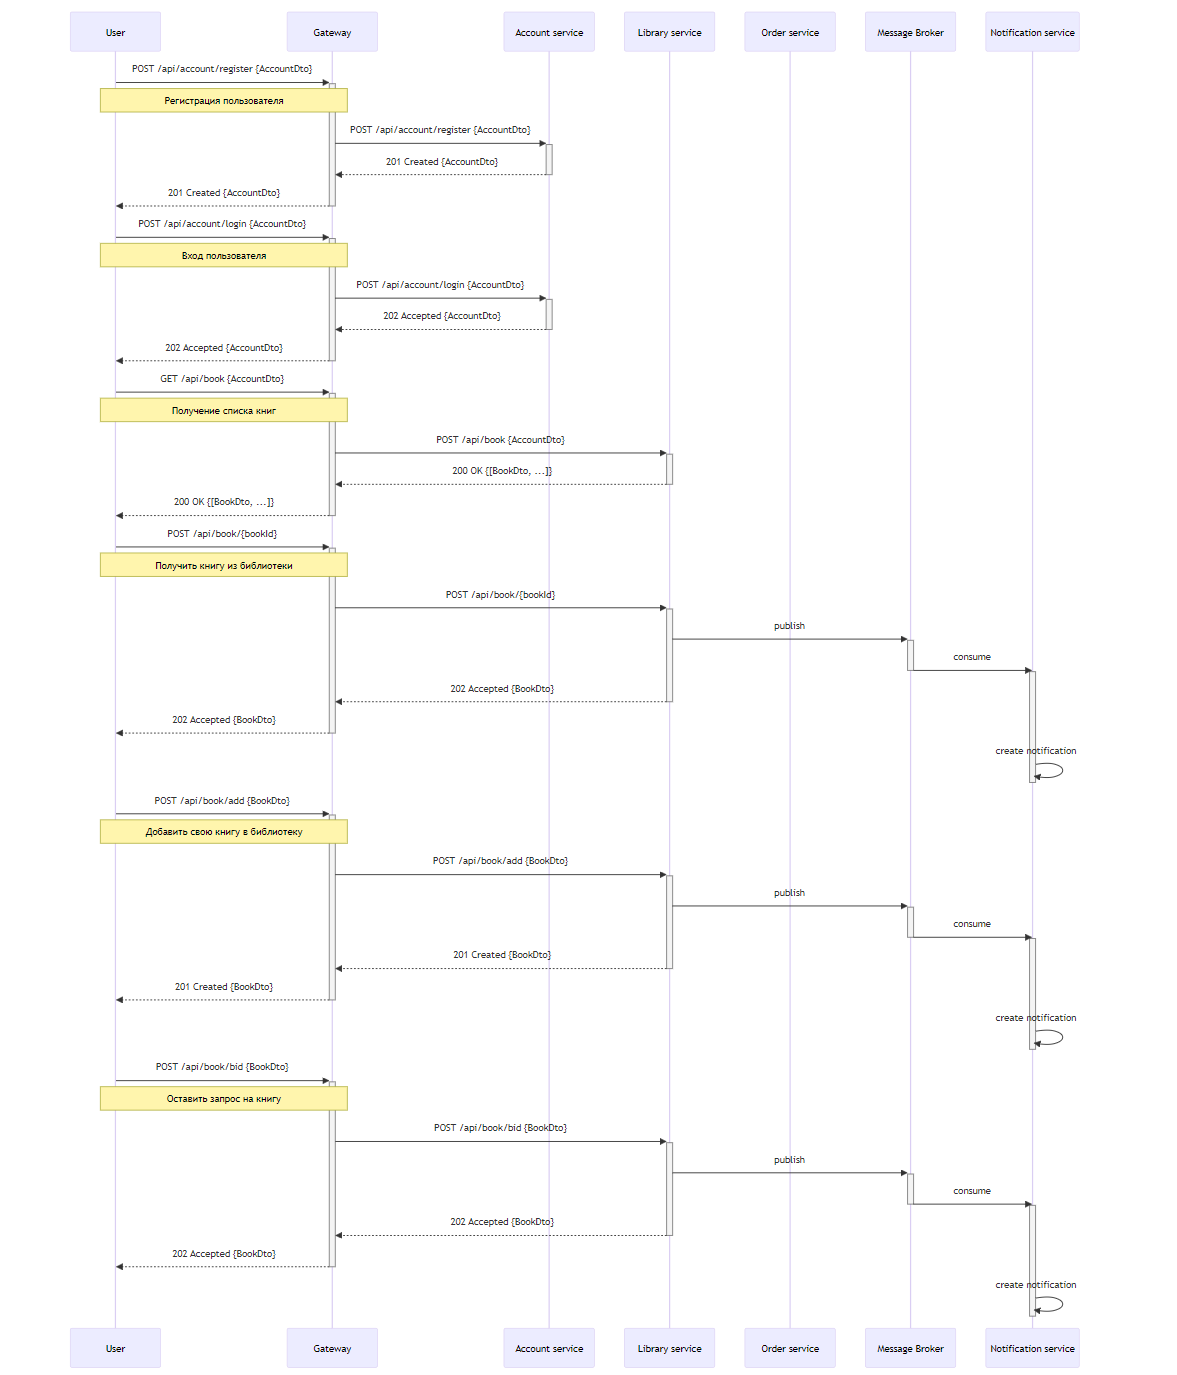 User
Gateway
Account service
Library service
Order service
Message Broker
Notification service
POST /api/account/register {AccountDto}
Регистрация пользователя
POST /api/account/register {AccountDto}
201 Created {AccountDto}
201 Created {AccountDto}
POST /api/account/login {AccountDto}
Вход пользователя
POST /api/account/login {AccountDto}
202 Accepted {AccountDto}
202 Accepted {AccountDto}
GET /api/book {AccountDto}
Получение списка книг
POST /api/book {AccountDto}
200 OK {[BookDto, ...]}
200 OK {[BookDto, ...]}
POST /api/book/{bookId}
Получить книгу из библиотеки
POST /api/book/{bookId}
publish
consume
202 Accepted {BookDto}
202 Accepted {BookDto}
create notification
POST /api/book/add {BookDto}
Добавить свою книгу в библиотеку
POST /api/book/add {BookDto}
publish
consume
201 Created {BookDto}
201 Created {BookDto}
create notification
POST /api/book/bid {BookDto}
Оставить запрос на книгу
POST /api/book/bid {BookDto}
publish
consume
202 Accepted {BookDto}
202 Accepted {BookDto}
create notification
User
Gateway
Account service
Library service
Order service
Message Broker
Notification service